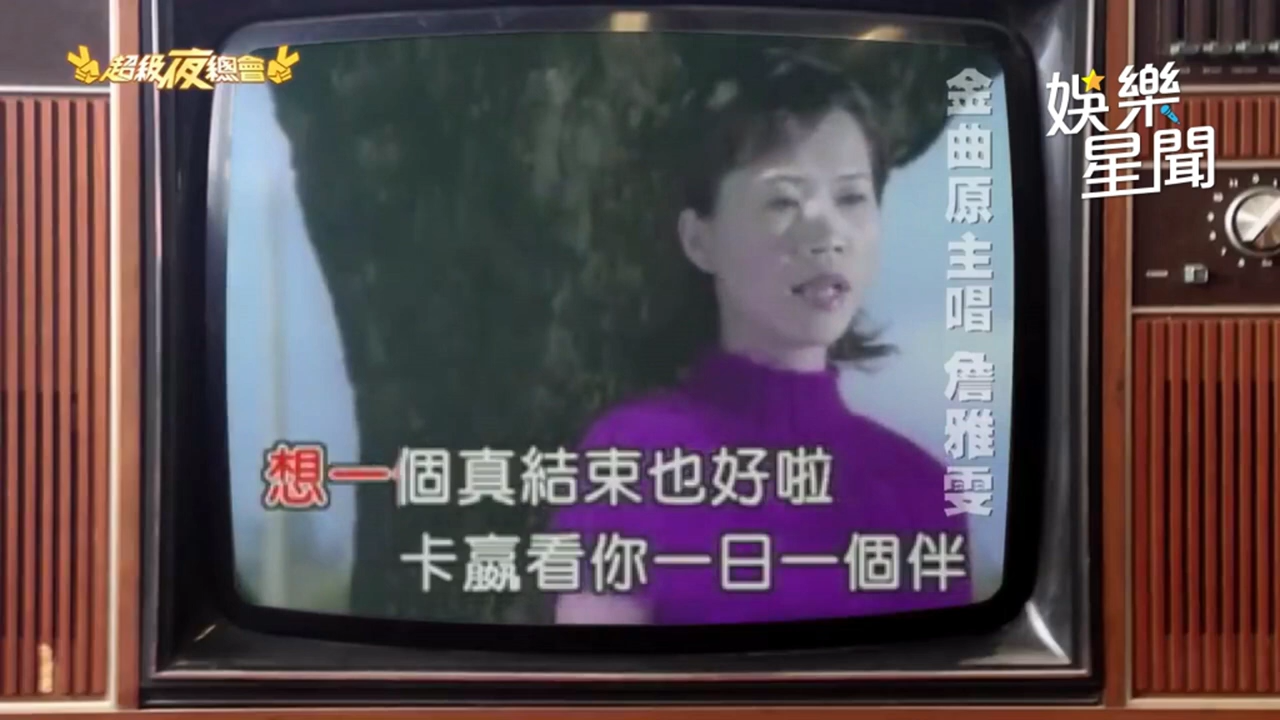 超級夜總會
娛樂
星聞
金曲原主唱 詹雅雯
想一個真結束也好啦
卡嬴看你一日一個伴